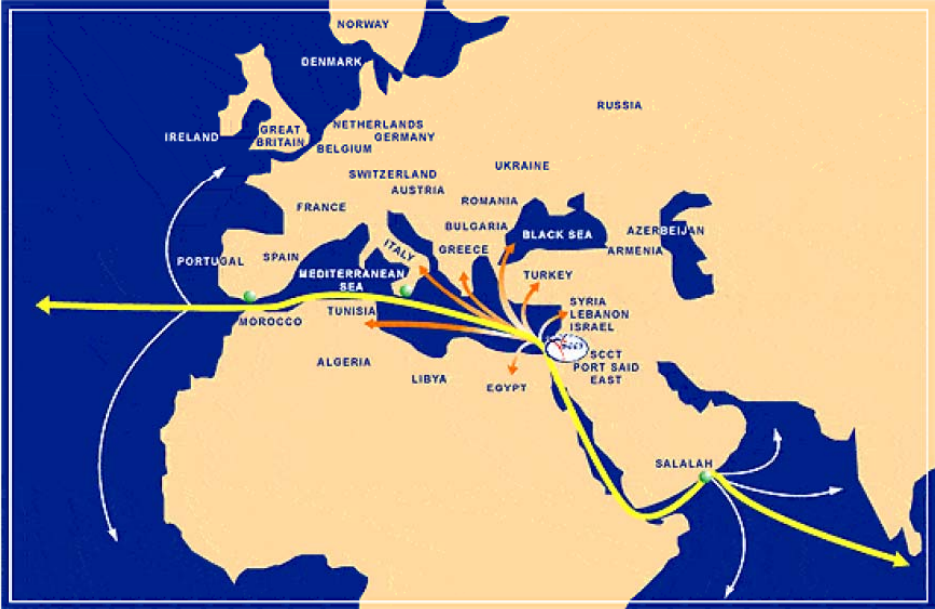 NORWAY
DENMARK
RUSSIA
NETHERLANDS
IRELAND
GREAT
BRITAIN
GERMANY
BELGIUM
UKRAINE
SWITZERLAND
AUSTRIA
ROMANIA
FRANCE
BULGARIA
BLACK SEA
AZERBEIJAN
ITALY
GREECE
ARMENIA
PORTUGAL
SPAIN
MEDITERRANEAN
SEA
TURKEY
SYRIA
LEBANON
ISRAEL
TUNISIA
MOROCCO
SCCT
PORT SAID
EAST
ALGERIA
LIBYA
EGYPT
SALALAH